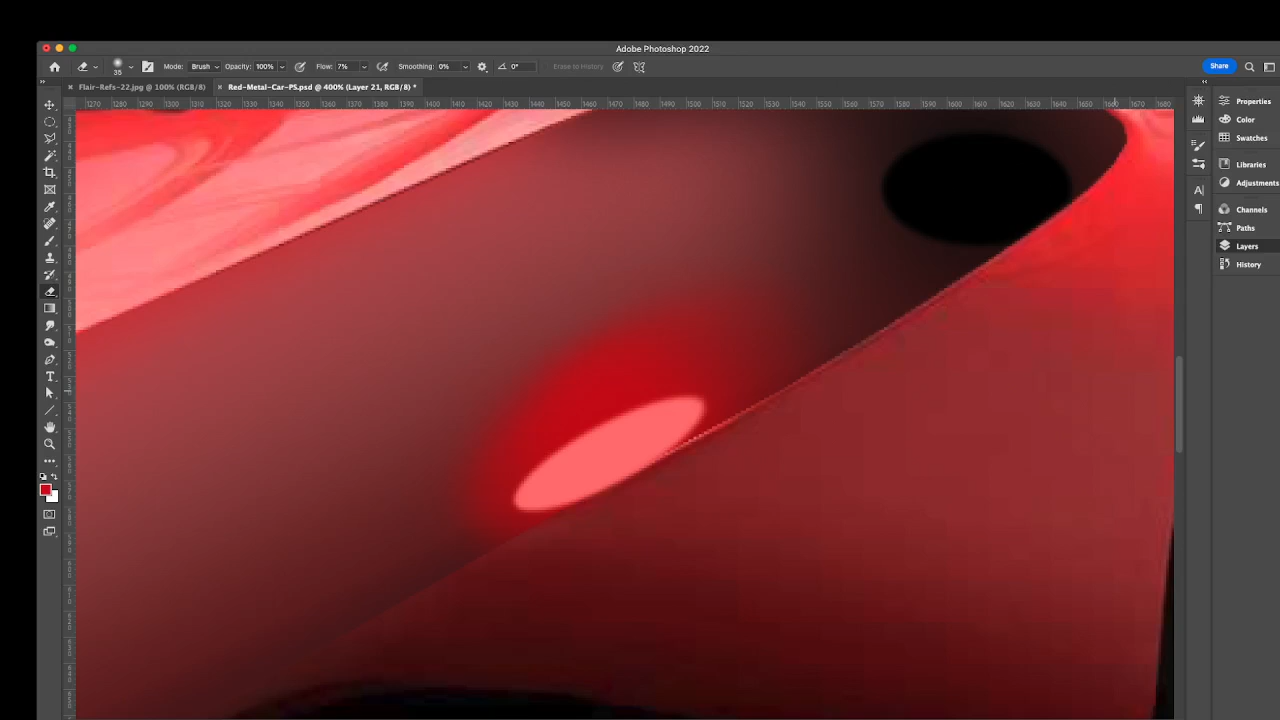 Adobe Photoshop 2022
35 Mode: Brush Opacity: 100% Flow: 7% Smoothing: 0% 0° Erase to History Share
Flair-Refs-22.jpg @ 100% (RGB/8) Red-Metal-Car-PS.psd @ 400% (Layer 21, RGB/8) *
1270 1280 1290 1300 1310 1320 1330 1340 1350 1360 1370 1380 1390 1400 1410 1420 1430 1440 1450 1460 1470 1480 1490 1500 1510 1520 1530 1540 1550 1560 1570 1580 1590 1600 1610 1620 1630 1640 1650 1660 1670 1680
Properties
Color
Swatches
Libraries
Adjustments
Channels
Paths
Layers
History